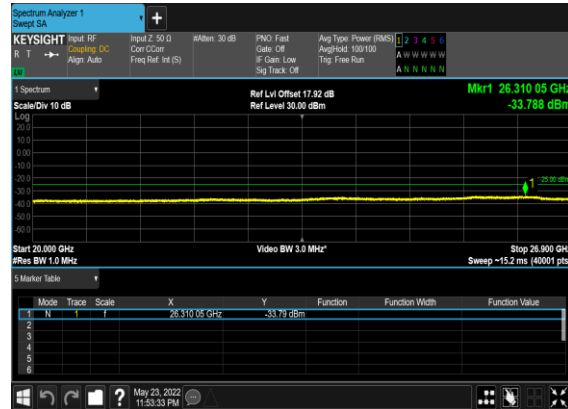 Spectrum Analyzer 1
Swept SA
+
KEYSIGHT Input: RF Input Z: 50 Ω #Atten: 30 dB PNO: Fast Avg Type: Power (RMS) 1 2 3 4 5 6
R T Coupling: DC Corr CCorr Gate: Off Avg|Hold: 100/100 A W W W W W
Align: Auto Freq Ref: Int (S) IF Gain: Low Trig: Free Run
Sig Track: Off A N N N N N
1 Spectrum Ref Lvl Offset 17.92 dB Mkr1 26.310 05 GHz
Scale/Div 10 dB Ref Level 30.00 dBm -33.788 dBm
Log
20.0
10.0
0.00
-10.0
-20.0
1 -25.00 dBm
-30.0
-40.0
-50.0
-60.0
Start 20.000 GHz Video BW 3.0 MHz* Stop 26.900 GHz
#Res BW 1.0 MHz Sweep ~15.2 ms (40001 pts)
5 Marker Table
Mode Trace Scale X Y Function Function Width Function Value
1 N 1 f 26.310 05 GHz -33.79 dBm
2
3
4
5
6
? May 23, 2022
11:53:33 PM